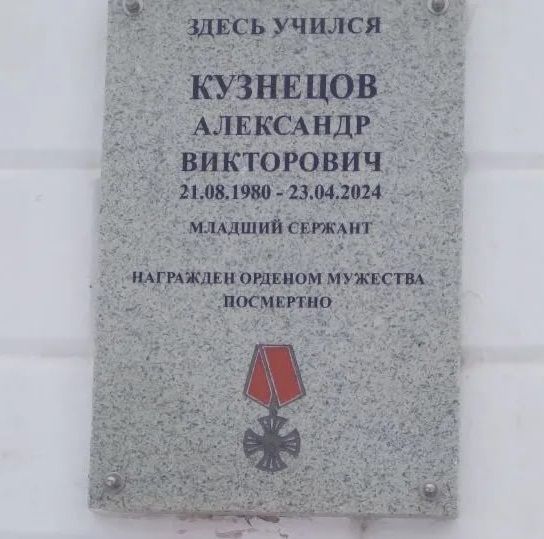 ЗДЕСЬ УЧИЛСЯ
КУЗНЕЦОВ
АЛЕКСАНДР
ВИКТОРОВИЧ
21.08.1980 - 23.04.2024
МЛАДШИЙ СЕРЖАНТ
НАГРАЖДЕН ОРДЕНОМ МУЖЕСТВА
ПОСМЕРТНО